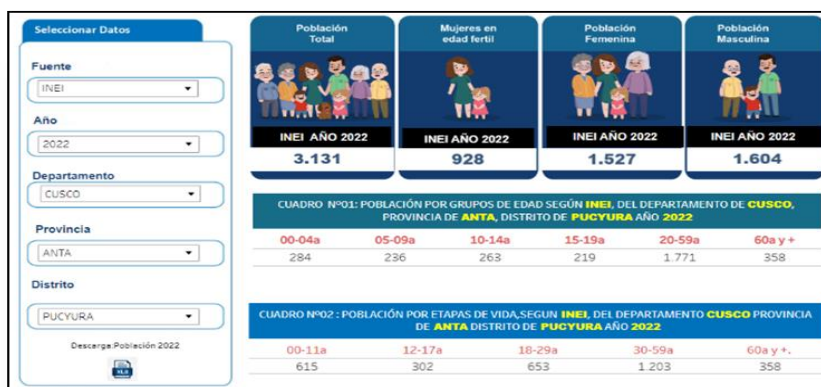 Seleccionar Datos
Fuente
INEI
Año
2022
Departamento
CUSCO
Provincia
ANTA
Distrito
PUCYURA
Descarga:Población 2022
XLS
Población
Total
INEI AÑO 2022
3.131
Mujeres en
edad fertil
INEI AÑO 2022
928
Población
Femenina
INEI AÑO 2022
1.527
Población
Masculina
INEI AÑO 2022
1.604
CUADRO Nº01: POBLACIÓN POR GRUPOS DE EDAD SEGÚN INEI, DEL DEPARTAMENTO DE CUSCO,
PROVINCIA DE ANTA, DISTRITO DE PUCYURA AÑO 2022
00-04a 05-09a 10-14a 15-19a 20-59a 60a y +
284 236 263 219 1.771 358
CUADRO Nº02 : POBLACIÓN POR ETAPAS DE VIDA,SEGUN INEI, DEL DEPARTAMENTO CUSCO PROVINCIA
DE ANTA DISTRITO DE PUCYURA AÑO 2022
00-11a 12-17a 18-29a 30-59a 60a y +.
615 302 653 1.203 358